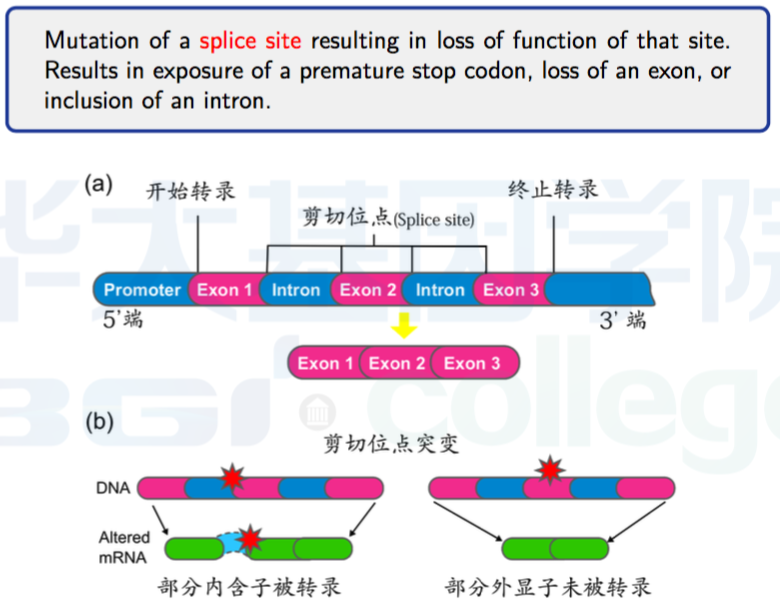 Mutation of a splice site resulting in loss of function of that site.
Results in exposure of a premature stop codon, loss of an exon, or
inclusion of an intron.
(a)
开始转录
终止转录
剪切位点(Splice site)
Promoter Exon 1 Intron Exon 2 Intron Exon 3
5'端
3' 端
Exon 1 Exon 2 Exon 3
华大基因学院
BGI college
(b)
剪切位点突变
DNA
Altered
mRNA
部分内含子被转录
部分外显子未被转录